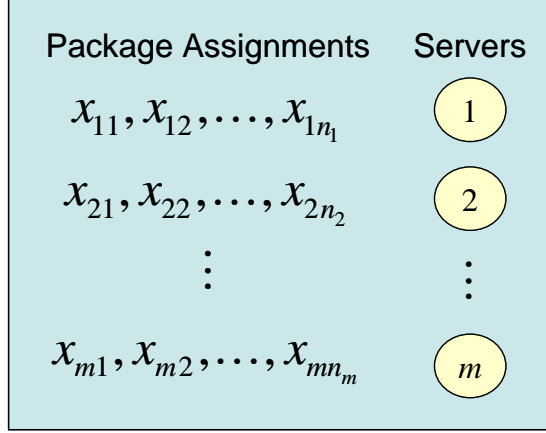 Package Assignments Servers
x₁₁, x₁₂, …, x₁ₙ₁ 1
x₂₁, x₂₂, …, x₂ₙ₂ 2
⋮ ⋮
xₘ₁, xₘ₂, …, xₘₙₘ m